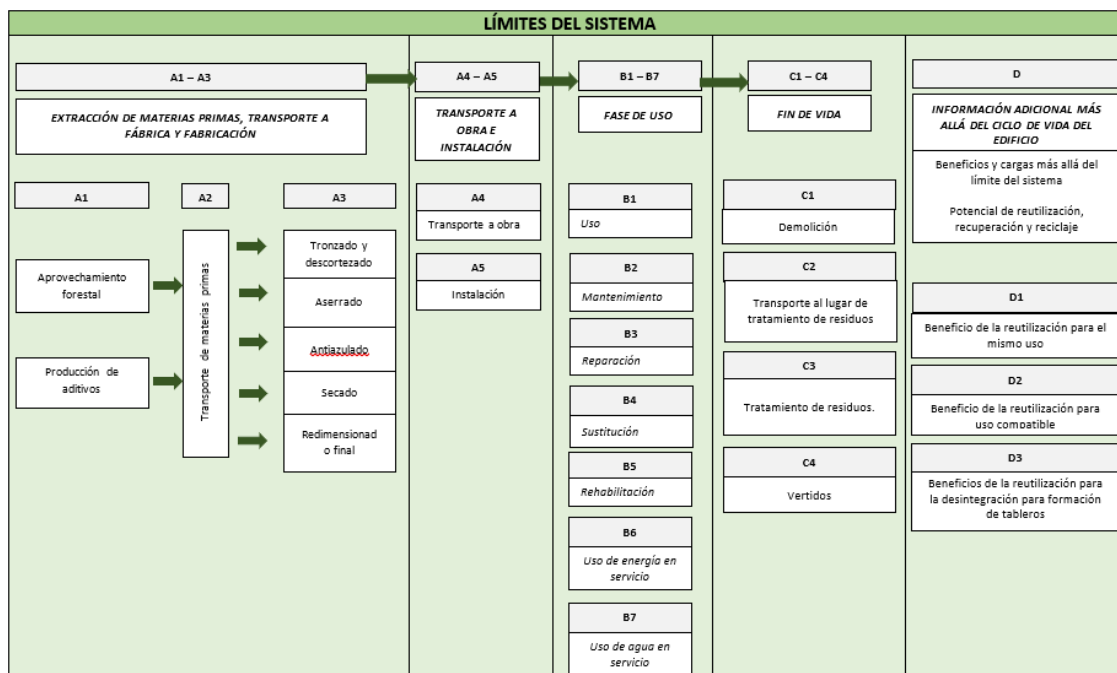 LÍMITES DEL SISTEMA
A1 – A3
EXTRACCIÓN DE MATERIAS PRIMAS, TRANSPORTE A
FÁBRICA Y FABRICACIÓN
A1
Aprovechamiento
forestal
Producción de
aditivos
A2
Transporte de materias primas
A3
Tronzado y
descortezado
Aserrado
Antiazulado
Secado
Redimensionad
o final
A4 – A5
TRANSPORTE A
OBRA E
INSTALACIÓN
A4
Transporte a obra
A5
Instalación
B1 – B7
FASE DE USO
B1
Uso
B2
Mantenimiento
B3
Reparación
B4
Sustitución
B5
Rehabilitación
B6
Uso de energía en
servicio
B7
Uso de agua en
servicio
C1 – C4
FIN DE VIDA
C1
Demolición
C2
Transporte al lugar de
tratamiento de residuos
C3
Tratamiento de residuos.
C4
Vertidos
D
INFORMACIÓN ADICIONAL MÁS
ALLÁ DEL CICLO DE VIDA DEL
EDIFICIO
Beneficios y cargas más allá del
límite del sistema
Potencial de reutilización,
recuperación y reciclaje
D1
Beneficio de la reutilización para el
mismo uso
D2
Beneficio de la reutilización para
uso compatible
D3
Beneficios de la reutilización para
la desintegración para formación
de tableros